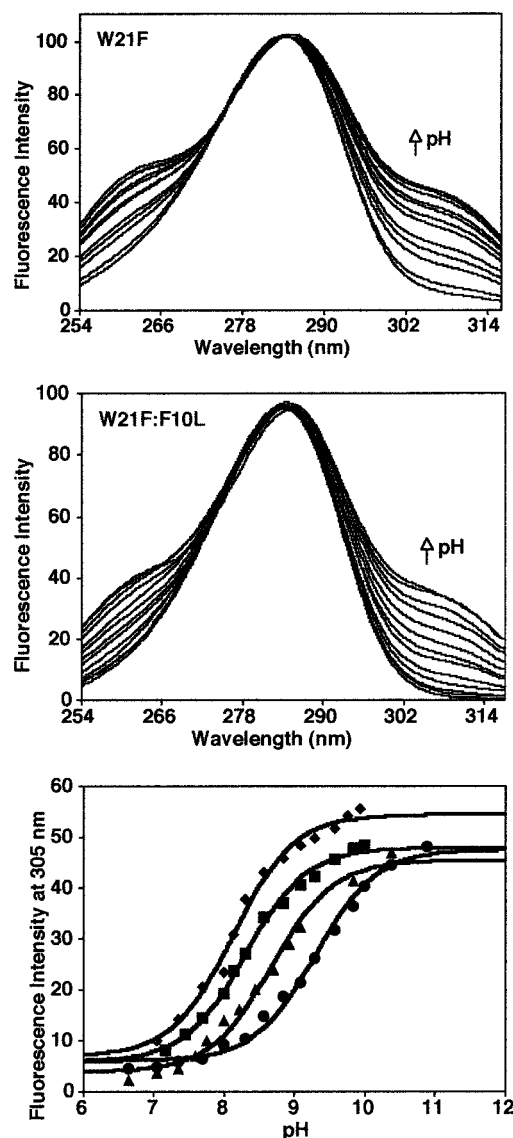 W21F
100
80
60
40
20
0
Fluorescence Intensity
pH
254 266 278 290 302 314
Wavelength (nm)
W21F:F10L
100
80
60
40
20
0
Fluorescence Intensity
pH
254 266 278 290 302 314
Wavelength (nm)
60
50
40
30
20
10
0
Fluorescence Intensity at 305 nm
6 7 8 9 10 11 12
pH